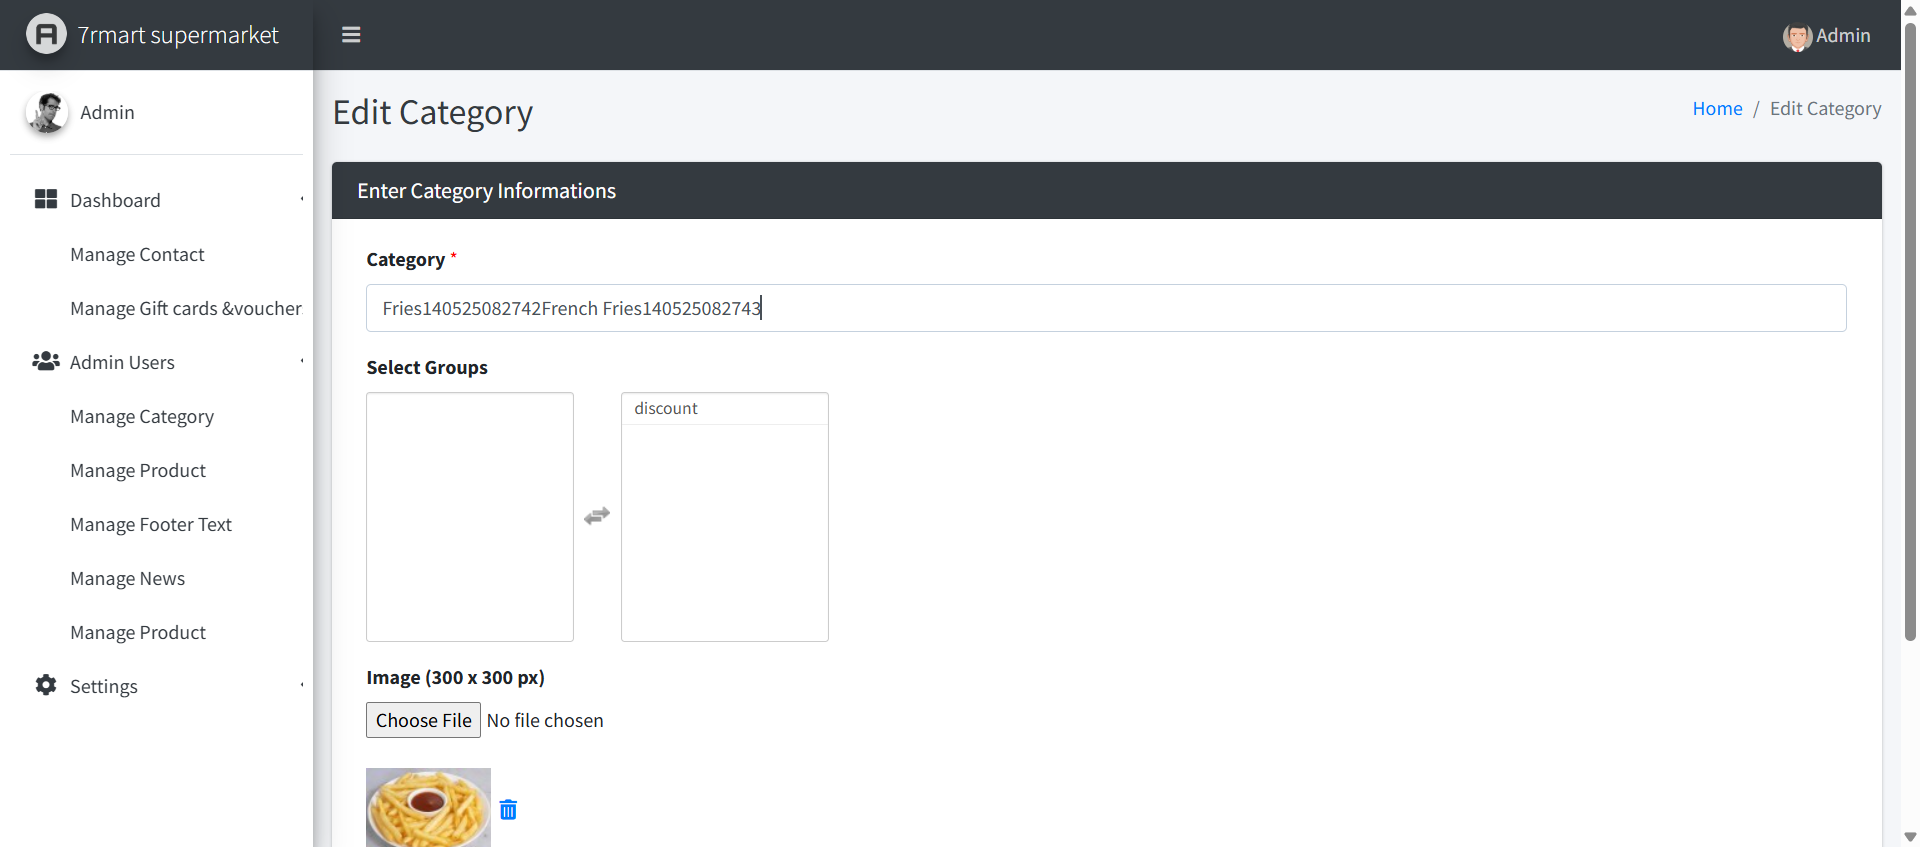 7rmart supermarket
Admin
Admin
Edit Category
Home / Edit Category
Dashboard
Manage Contact
Manage Gift cards &voucher
Admin Users
Manage Category
Manage Product
Manage Footer Text
Manage News
Manage Product
Settings
Enter Category Informations
Category *
Fries140525082742French Fries140525082743
Select Groups
discount
Image (300 x 300 px)
Choose File No file chosen